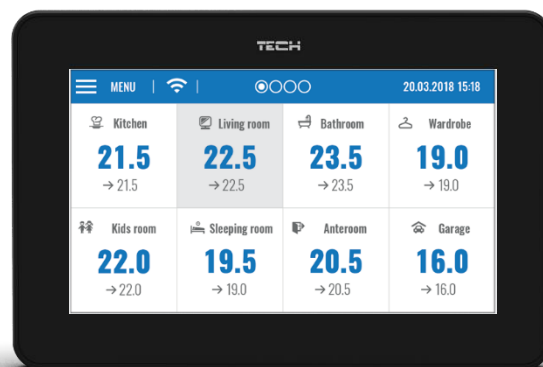 TECH
MENU | | 20.03.2018 15:18
Kitchen Living room Bathroom Wardrobe
21.5 22.5 23.5 19.0
→ 21.5 → 22.5 → 23.5 → 19.0
Kids room Sleeping room Anteroom Garage
22.0 19.5 20.5 16.0
→ 22.0 → 19.0 → 20.5 → 16.0